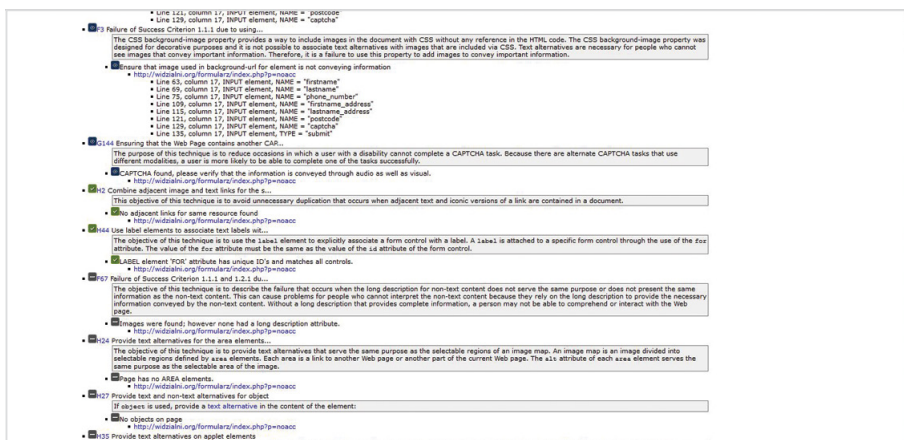 Line 121, column 17, INPUT element, NAME = "postcode"
Line 129, column 17, INPUT element, NAME = "captcha"
F3 Failure of Success Criterion 1.1.1 due to using...
The CSS background-image property provides a way to include images in the document with CSS without any reference in the HTML code. The CSS background-image property was
designed for decorative purposes and it is not possible to associate text alternatives with images that are included via CSS. Text alternatives are necessary for people who cannot
see images that convey important information. Therefore, it is a failure to use this property to add images to convey important information.
Ensure that image used in background-url for element is not conveying information
http://widzialni.org/formularz/index.php?p=noacc
Line 63, column 17, INPUT element, NAME = "firstname"
Line 69, column 17, INPUT element, NAME = "lastname"
Line 75, column 17, INPUT element, NAME = "phone_number"
Line 109, column 17, INPUT element, NAME = "firstname_address"
Line 115, column 17, INPUT element, NAME = "lastname_address"
Line 121, column 17, INPUT element, NAME = "postcode"
Line 129, column 17, INPUT element, NAME = "captcha"
Line 135, column 17, INPUT element, TYPE = "submit"
G144 Ensuring that the Web Page contains another CAP...
The purpose of this technique is to reduce occasions in which a user with a disability cannot complete a CAPTCHA task. Because there are alternate CAPTCHA tasks that use
different modalities, a user is more likely to be able to complete one of the tasks successfully.
CAPTCHA found, please verify that the information is conveyed through audio as well as visual.
http://widzialni.org/formularz/index.php?p=noacc
H2 Combine adjacent image and text links for the s...
This objective of this technique is to avoid unnecessary duplication that occurs when adjacent text and iconic versions of a link are contained in a document.
No adjacent links for same resource found
http://widzialni.org/formularz/index.php?p=noacc
H44 Use label elements to associate text labels wit...
The objective of this technique is to use the label element to explicitly associate a form control with a label. A label is attached to a specific form control through the use of the for
attribute. The value of the for attribute must be the same as the value of the id attribute of the form control.
LABEL element 'FOR' attribute has unique ID's and matches all controls.
http://widzialni.org/formularz/index.php?p=noacc
F67 Failure of Success Criterion 1.1.1 and 1.2.1 du...
The objective of this technique is to describe the failure that occurs when the long description for non-text content does not serve the same purpose or does not present the same
information as the non-text content. This can cause problems for people who cannot interpret the non-text content because they rely on the long description to provide the necessary
information conveyed by the non-text content. Without a long description that provides complete information, a person may not be able to comprehend or interact with the Web
page.
Images were found; however none had a long description attribute.
http://widzialni.org/formularz/index.php?p=noacc
H24 Provide text alternatives for the area elements...
The objective of this technique is to provide text alternatives that serve the same purpose as the selectable regions of an image map. An image map is an image divided into
selectable regions defined by area elements. Each area is a link to another Web page or another part of the current Web page. The alt attribute of each area element serves the
same purpose as the selectable area of the image.
Page has no AREA elements.
http://widzialni.org/formularz/index.php?p=noacc
H27 Provide text and non-text alternatives for object
If object is used, provide a text alternative in the content of the element:
No objects on page
http://widzialni.org/formularz/index.php?p=noacc
H35 Provide text alternatives on applet elements